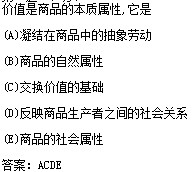 价值是商品的本质属性,它是
(A)凝结在商品中的抽象劳动
(B)商品的自然属性
(C)交换价值的基础
(D)反映商品生产者之间的社会关系
(E)商品的社会属性
答案：ACDE